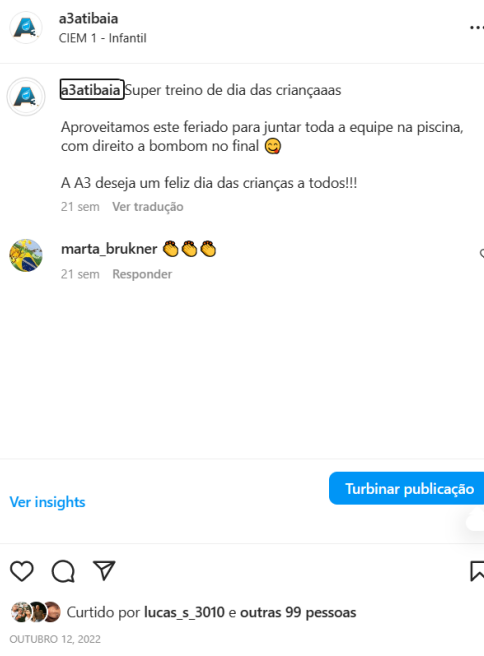 a3atibaia
CIEM 1 - Infantil
a3atibaia Super treino de dia das criançaaas
Aproveitamos este feriado para juntar toda a equipe na piscina,
com direito a bombom no final 😋
A A3 deseja um feliz dia das crianças a todos!!!
21 sem Ver tradução
marta_brukner 👏👏👏
21 sem Responder
Ver insights
Turbinar publicação
Curtido por lucas_s_3010 e outras 99 pessoas
OUTUBRO 12, 2022